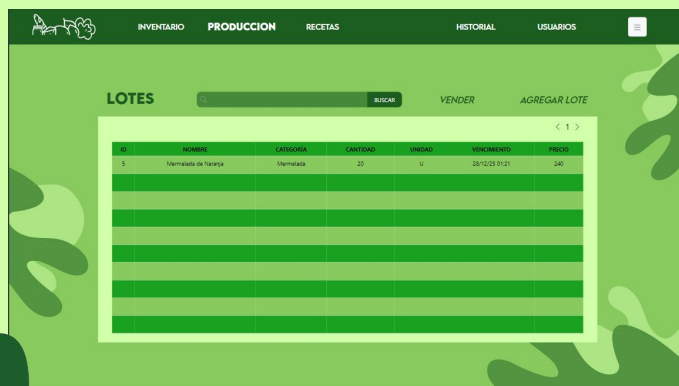 INVENTARIO PRODUCCION RECETAS HISTORIAL USUARIOS
LOTES BUSCAR VENDER AGREGAR LOTE
< 1 >
ID NOMBRE CATEGORÍA CANTIDAD UNIDAD VENCIMIENTO PRECIO
5 Mermelada de Naranja Mermelada 20 U 28/12/25 01:21 240